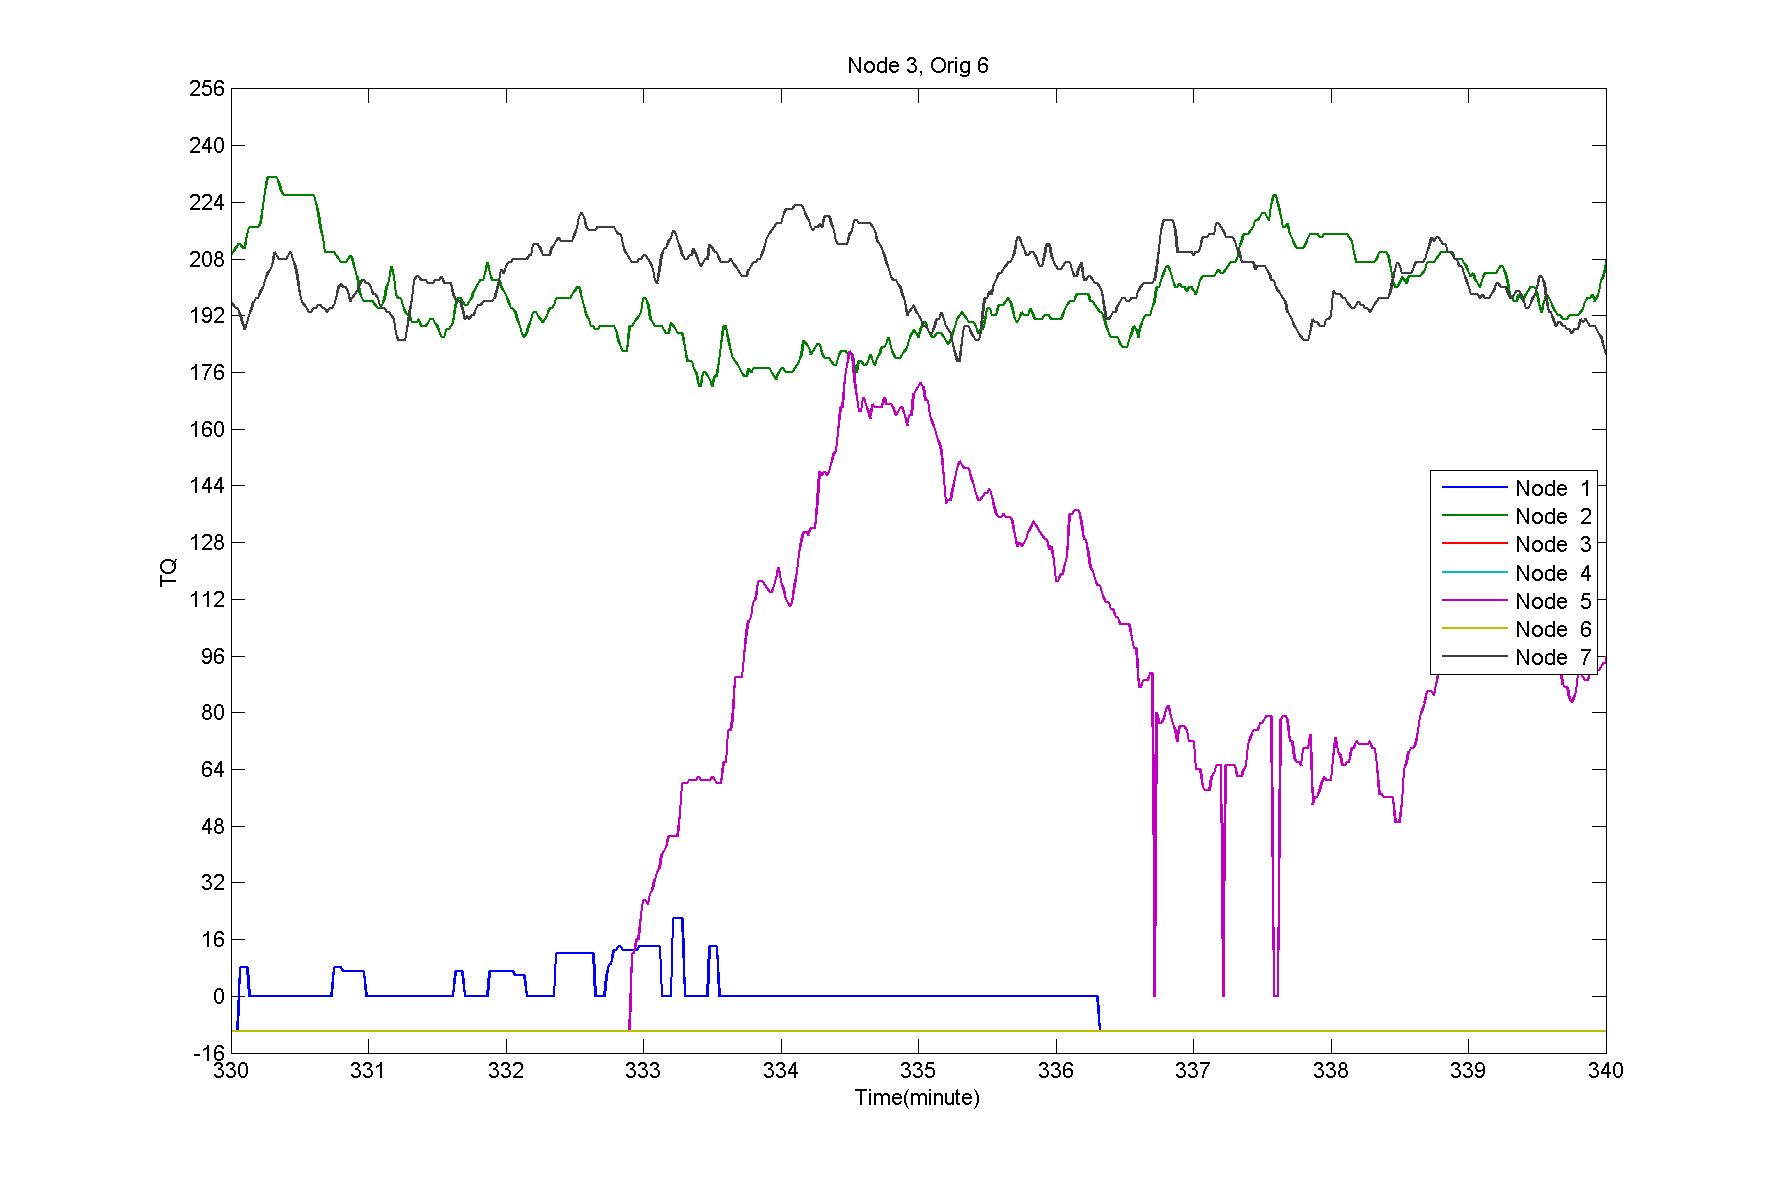 Node 3, Orig 6
256
240
224
208
192
176
160
144
128
112
96
80
64
48
32
16
0
-16
TQ
Node 1
Node 2
Node 3
Node 4
Node 5
Node 6
Node 7
330 331 332 333 334 335 336 337 338 339 340
Time(minute)